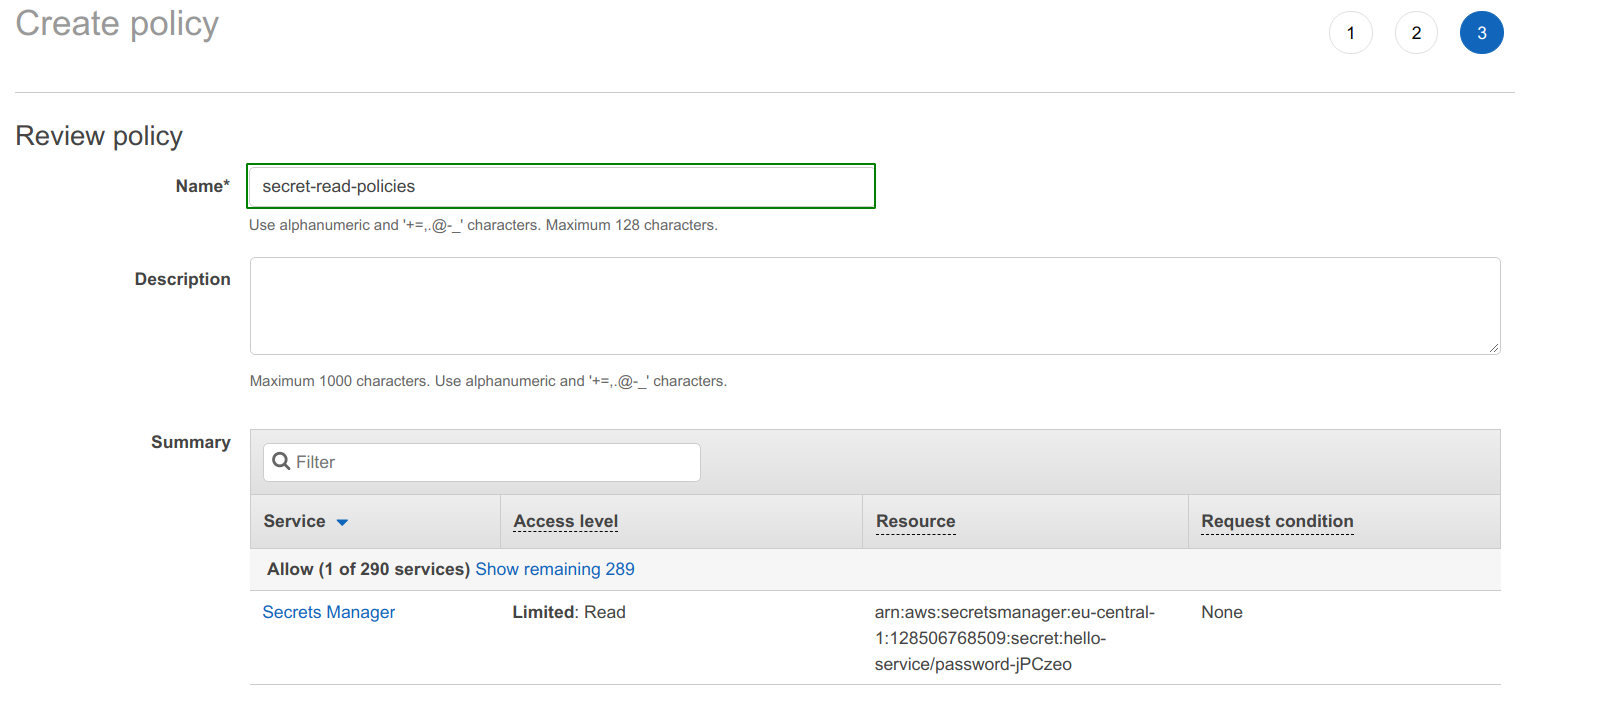 Create policy
1 2 3
Review policy
Name*
secret-read-policies
Use alphanumeric and '+=,.@-_' characters. Maximum 128 characters.
Description
Maximum 1000 characters. Use alphanumeric and '+=,.@-_' characters.
Summary
Filter
Service Access level Resource Request condition
Allow (1 of 290 services) Show remaining 289
Secrets Manager Limited: Read arn:aws:secretsmanager:eu-central- None
1:128506768509:secret:hello-
service/password-jPCzeo